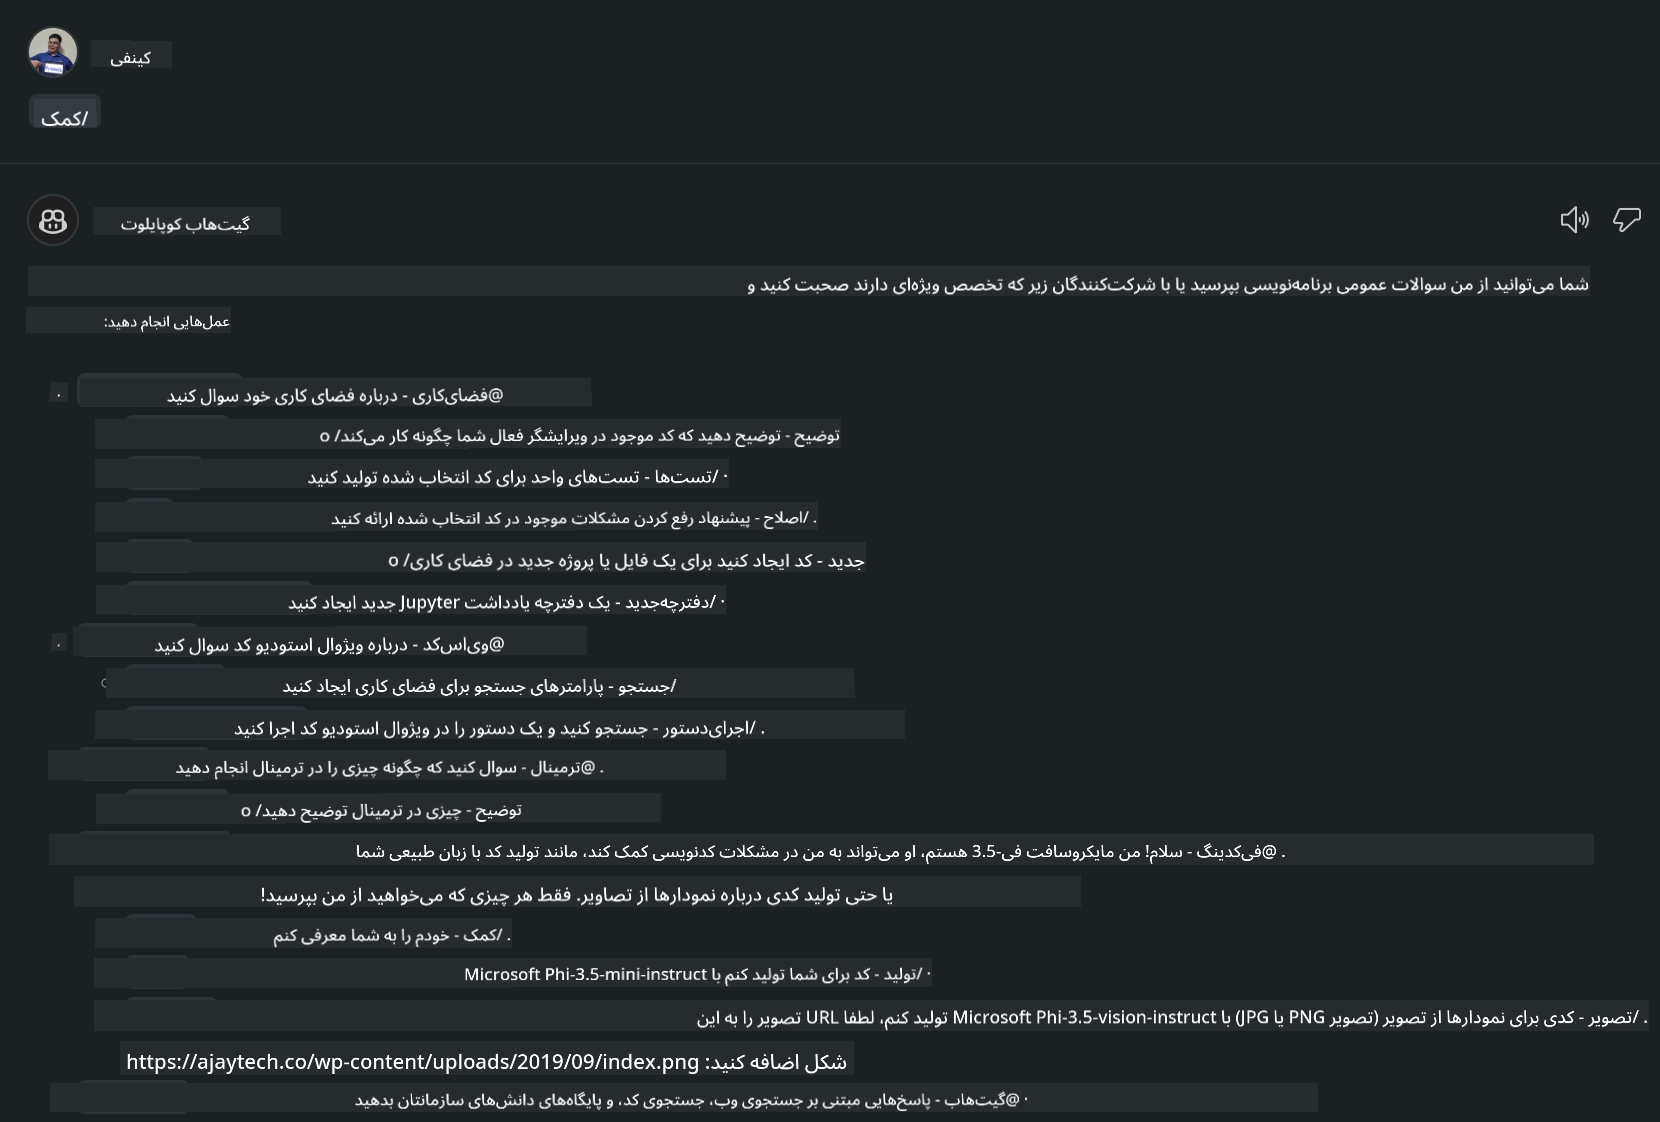 کینفی
/کمک
گیت‌هاب کوپایلوت
شما می‌توانید از من سوالات عمومی برنامه‌نویسی بپرسید یا با شرکت‌کنندگان زیر که تخصص ویژه‌ای دارند صحبت کنید و
عمل‌هایی انجام دهید:
@فضای‌کاری - درباره فضای کاری خود سوال کنید
توضیح - توضیح دهید که کد موجود در ویرایشگر فعال شما چگونه کار می‌کند/ o
· /تست‌ها - تست‌های واحد برای کد انتخاب شده تولید کنید
. /اصلاح - پیشنهاد رفع کردن مشکلات موجود در کد انتخاب شده ارائه کنید
جدید - کد ایجاد کنید برای یک فایل یا پروژه جدید در فضای کاری/ o
· /دفترچه‌جدید - یک دفترچه یادداشت Jupyter جدید ایجاد کنید
@وی‌اس‌کد - درباره ویژوال استودیو کد سوال کنید
/جستجو - پارامترهای جستجو برای فضای کاری ایجاد کنید
. /اجرای‌دستور - جستجو کنید و یک دستور را در ویژوال استودیو کد اجرا کنید
. @ترمینال - سوال کنید که چگونه چیزی را در ترمینال انجام دهید
توضیح - چیزی در ترمینال توضیح دهید/ o
. @فی‌کدینگ - سلام! من مایکروسافت فی-3.5 هستم، او می‌تواند به من در مشکلات کدنویسی کمک کند، مانند تولید کد با زبان طبیعی شما
یا حتی تولید کدی درباره نمودارها از تصاویر. فقط هر چیزی که می‌خواهید از من بپرسید!
. /کمک - خودم را به شما معرفی کنم
· /تولید - کد برای شما تولید کنم با Microsoft Phi-3.5-mini-instruct
. /تصویر - کدی برای نمودارها از تصویر (تصویر PNG یا JPG) با Microsoft Phi-3.5-vision-instruct تولید کنم، لطفا URL تصویر را به این
شکل اضافه کنید: https://ajaytech.co/wp-content/uploads/2019/09/index.png
· @گیت‌هاب - پاسخ‌هایی مبتنی بر جستجوی وب، جستجوی کد، و پایگاه‌های دانش‌های سازمانتان بدهید